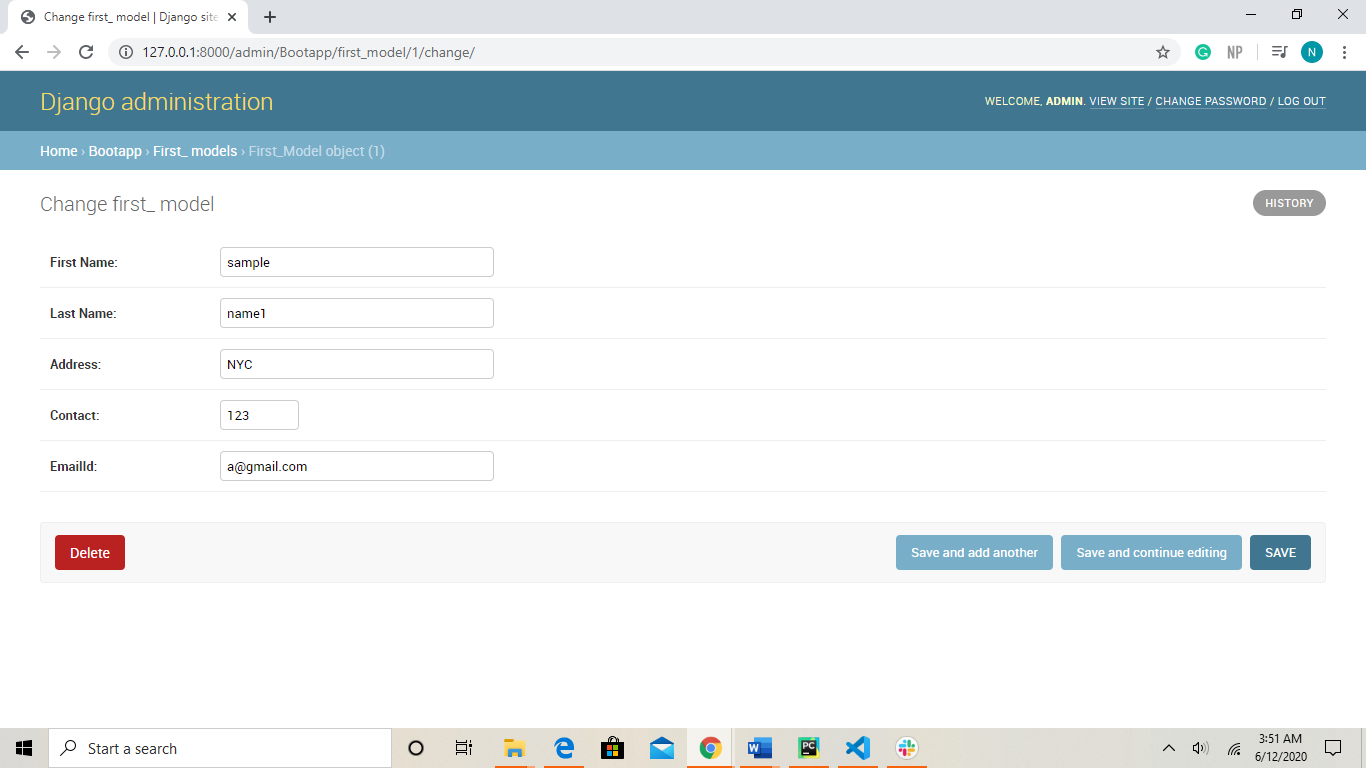 Change first_ model | Django site
127.0.0.1:8000/admin/Bootapp/first_model/1/change/
NP
N
Django administration
WELCOME, ADMIN. VIEW SITE / CHANGE PASSWORD / LOG OUT
Home › Bootapp › First_ models › First_Model object (1)
Change first_ model
HISTORY
First Name: sample
Last Name: name1
Address: NYC
Contact: 123
EmailId: a@gmail.com
Delete Save and add another Save and continue editing SAVE
Start a search
W
PC
3:51 AM
6/12/2020